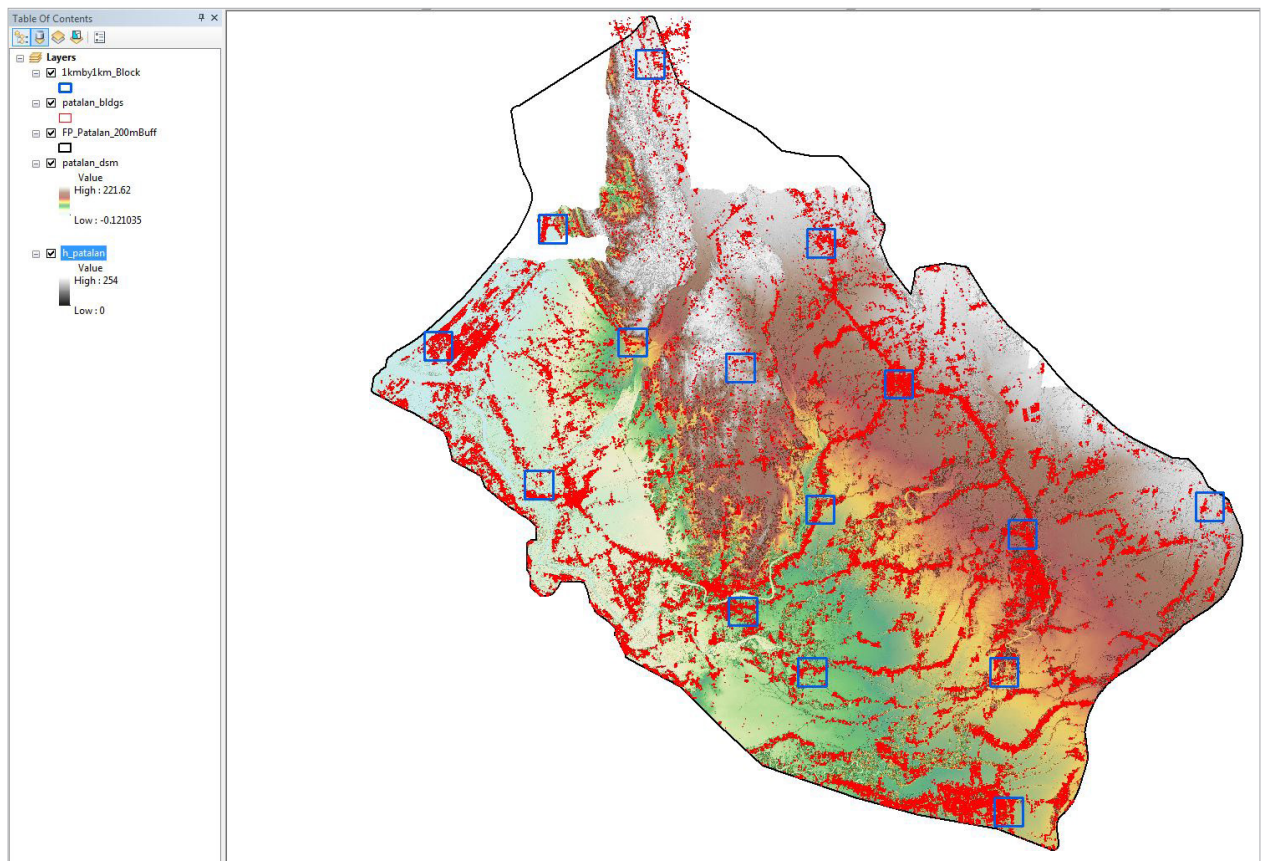 Table Of Contents
Layers
1kmby1km_Block
patalan_bldgs
FP_Patalan_200mBuff
patalan_dsm
Value
High : 221.62
Low : -0.121035
h_patalan
Value
High : 254
Low : 0